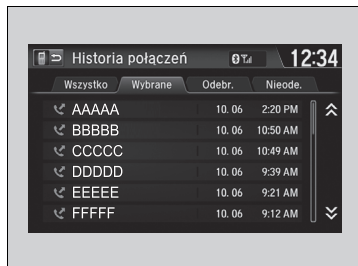 Historia połączeń 12:34
Wszystko Wybrane Odebr. Nieode.
AAAAA 10. 06 2:20 PM
BBBBB 10. 06 10:50 AM
CCCCC 10. 06 10:49 AM
DDDDD 10. 06 9:39 AM
EEEEE 10. 06 9:21 AM
FFFFF 10. 06 9:12 AM